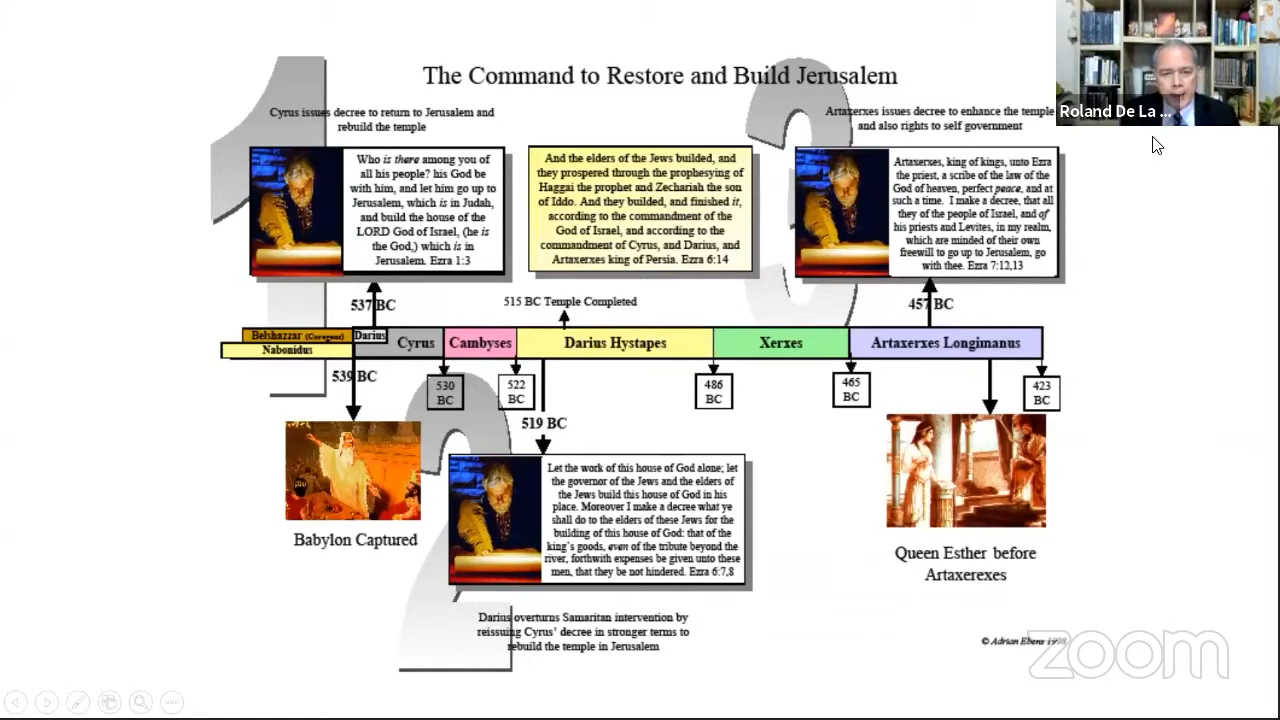 The Command to Restore and Build Jerusalem
Roland De La ...
Cyrus issues decree to return to Jerusalem and
rebuild the temple
Artaxerxes issues decree to enhance the temple
and also rights to self government
Who is there among you of
all his people? his God be
with him, and let him go up to
Jerusalem, which is in Judah,
and build the house of the
LORD God of Israel, (he is
the God,) which is in
Jerusalem. Ezra 1:3
And the elders of the Jews builded, and
they prospered through the prophesying of
Haggai the prophet and Zechariah the son
of Iddo. And they builded, and finished it,
according to the commandment of the
God of Israel, and according to the
commandment of Cyrus, and Darius, and
Artaxerxes king of Persia. Ezra 6:14
Artaxerxes, king of kings, unto Ezra
the priest, a scribe of the law of the
God of heaven, perfect peace, and at
such a time. I make a decree, that all
they of the people of Israel, and of
his priests and Levites, in my realm,
which are minded of their own
freewill to go up to Jerusalem, go
with thee. Ezra 7:12,13
1
2
3
537 BC
515 BC Temple Completed
457 BC
Belshazzar (Coregent)
Nabonidus
Darius
Cyrus
Cambyses
Darius Hystapes
Xerxes
Artaxerxes Longimanus
539 BC
530
BC
522
BC
486
BC
465
BC
423
BC
519 BC
Babylon Captured
Let the work of this house of God alone; let
the governor of the Jews and the elders of
the Jews build this house of God in his
place. Moreover I make a decree what ye
shall do to the elders of these Jews for the
building of this house of God: that of the
king's goods, even of the tribute beyond the
river, forthwith expenses be given unto these
men, that they be not hindered. Ezra 6:7,8
Queen Esther before
Artaxerexes
Darius overturns Samaritan intervention by
reissuing Cyrus' decree in stronger terms to
rebuild the temple in Jerusalem
© Adrian Ebens 1998
zoom